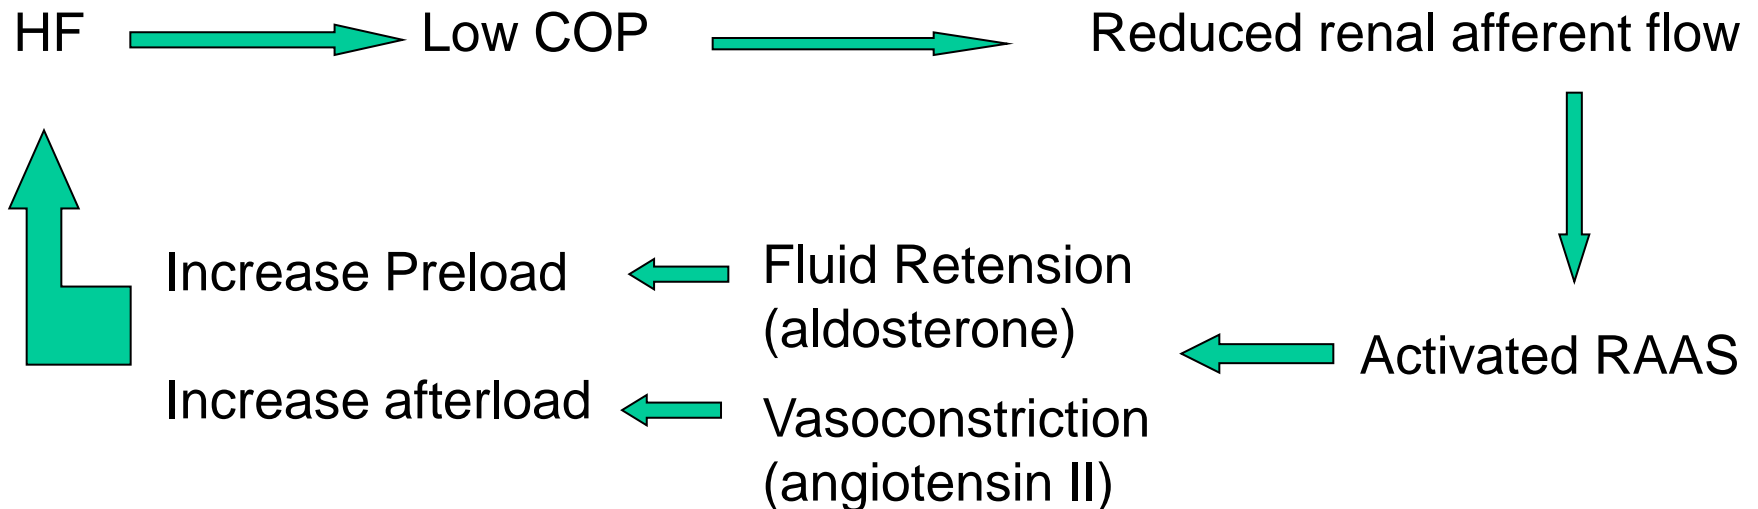 HF
Low COP
Reduced renal afferent flow
Increase Preload
Fluid Retension
(aldosterone)
Activated RAAS
Increase afterload
Vasoconstriction
(angiotensin II)